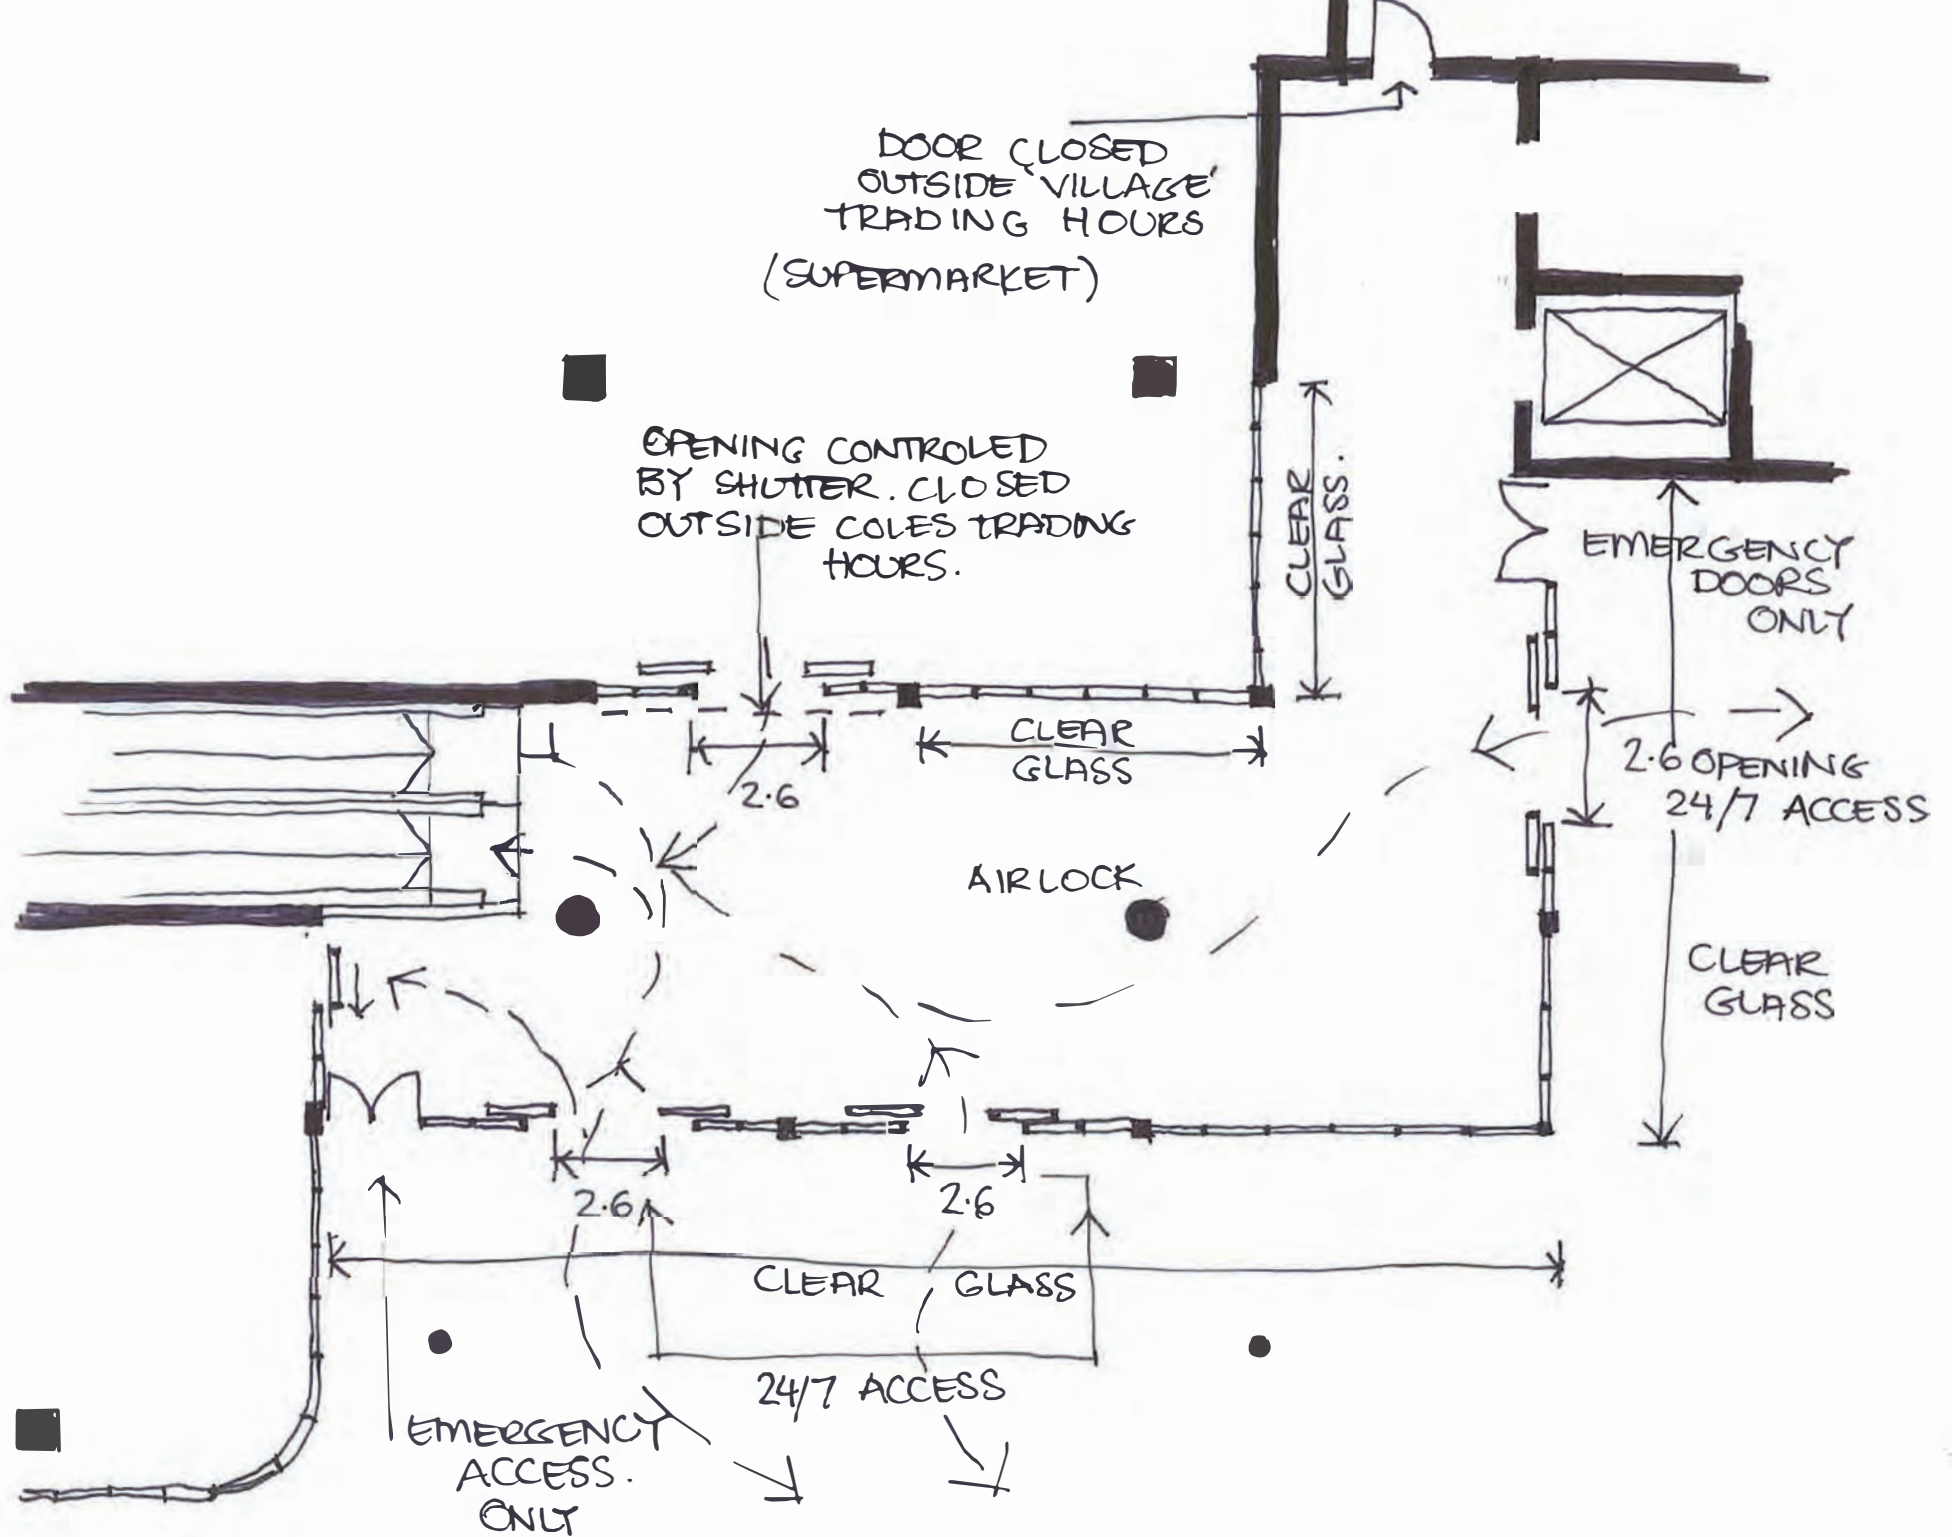 DOOR CLOSED
OUTSIDE 'VILLAGE'
TRADING HOURS
(SUPERMARKET)
OPENING CONTROLED
BY SHUTTER. CLOSED
OUTSIDE COLES TRADING
HOURS.
CLEAR
GLASS.
EMERGENCY
DOORS
ONLY
CLEAR
GLASS
2.6
2.6 OPENING
24/7 ACCESS
AIRLOCK
CLEAR
GLASS
2.6
2.6
CLEAR GLASS
24/7 ACCESS
EMERGENCY
ACCESS.
ONLY